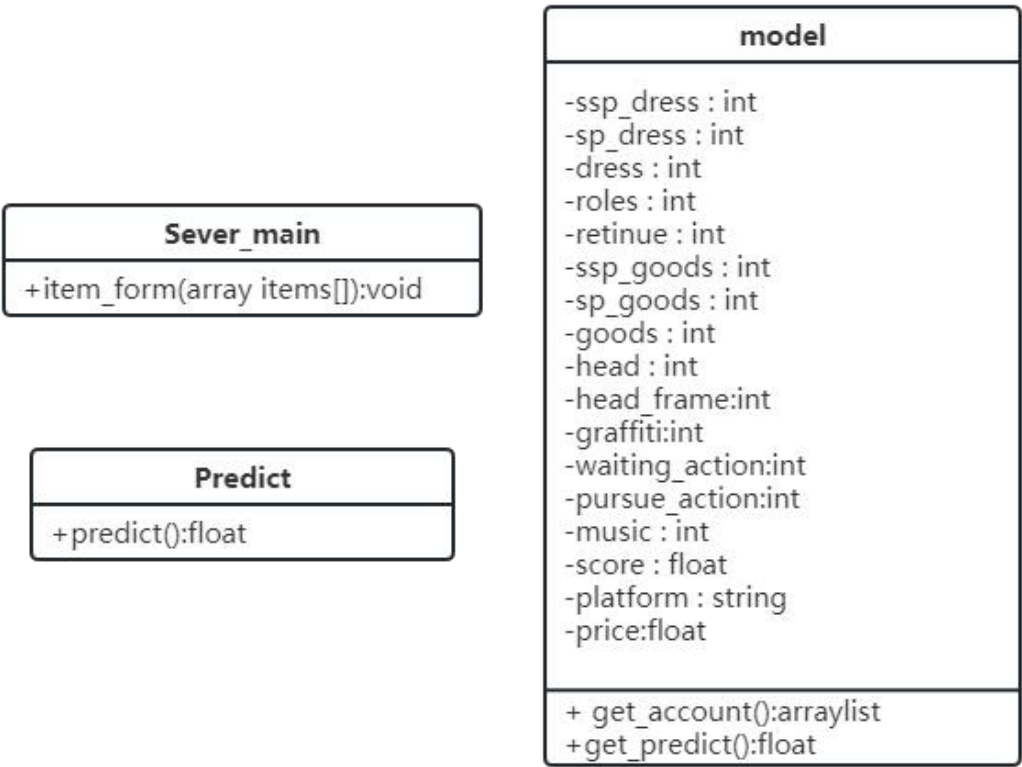 Sever_main
+item_form(array items[]):void
Predict
+predict():float
model
-ssp_dress : int
-sp_dress : int
-dress : int
-roles : int
-retinue : int
-ssp_goods : int
-sp_goods : int
-goods : int
-head : int
-head_frame:int
-graffiti:int
-waiting_action:int
-pursue_action:int
-music : int
-score : float
-platform : string
-price:float
+ get_account():arraylist
+get_predict():float